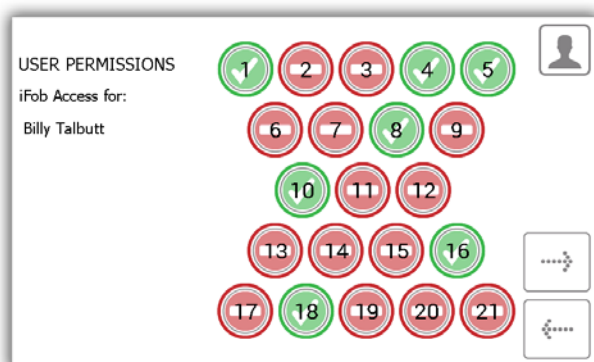 USER PERMISSIONS
iFob Access for:
Billy Talbutt
1 2 3 4 5
6 7 8 9
10 11 12
13 14 15 16
17 18 19 20 21